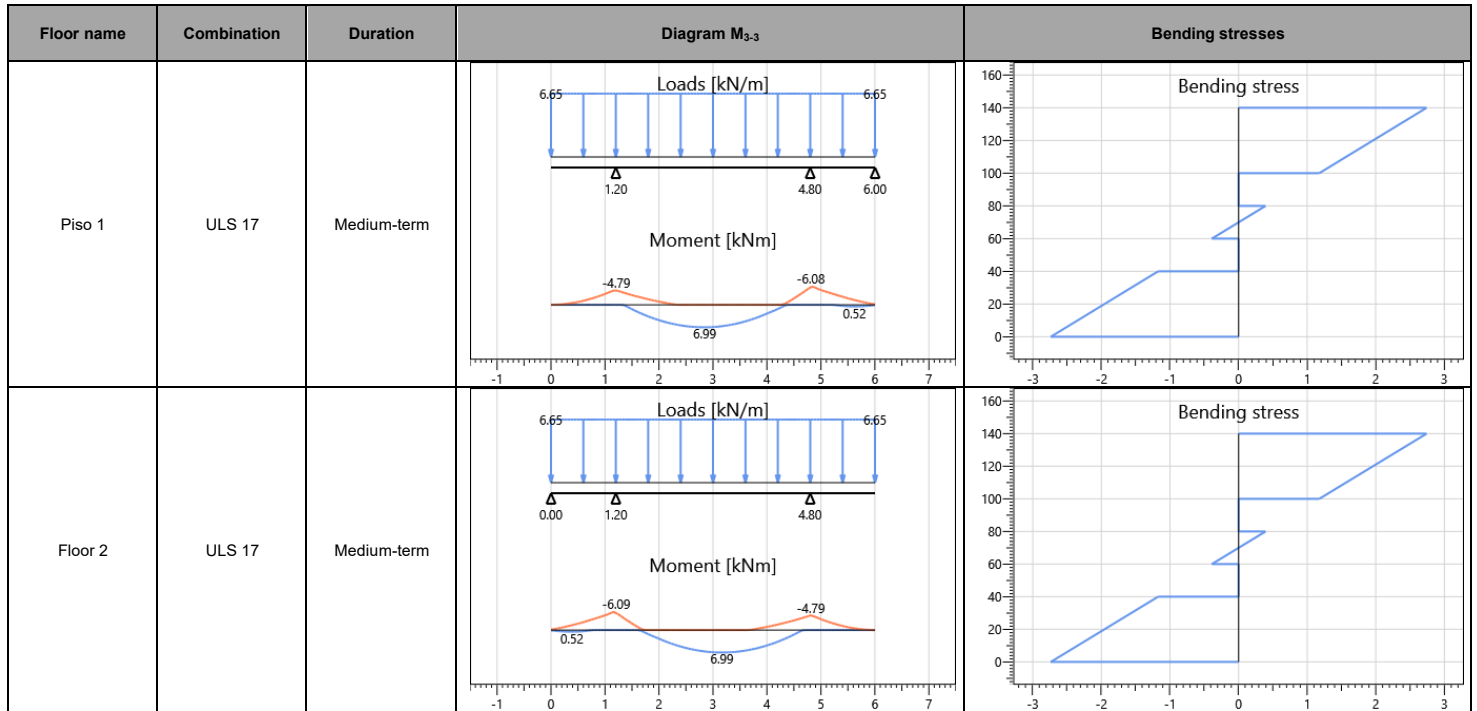 Floor name Combination Duration Diagram M3-3 Bending stresses
Piso 1 ULS 17 Medium-term
Loads [kN/m]
6.65 6.65
1.20 4.80 6.00
Moment [kNm]
-4.79 -6.08
6.99 0.52
-1 0 1 2 3 4 5 6 7
Bending stress
160
140
120
100
80
60
40
20
0
-3 -2 -1 0 1 2 3
Floor 2 ULS 17 Medium-term
Loads [kN/m]
6.65 6.65
0.00 1.20 4.80
Moment [kNm]
-6.09 -4.79
0.52 6.99
-1 0 1 2 3 4 5 6 7
Bending stress
160
140
120
100
80
60
40
20
0
-3 -2 -1 0 1 2 3